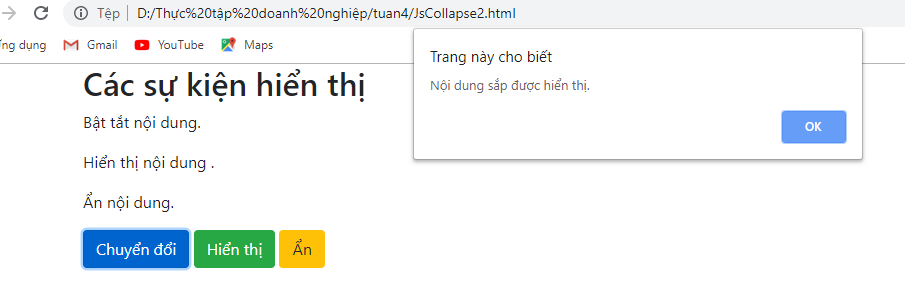 Tệp
D:/Thực%20tập%20doanh%20nghiệp/tuan4/JsCollapse2.html
ng dụng
Gmail
YouTube
Maps
Trang này cho biết
Nội dung sắp được hiển thị.
OK
Các sự kiện hiển thị
Bật tắt nội dung.
Hiển thị nội dung .
Ẩn nội dung.
Chuyển đổi
Hiển thị
Ẩn